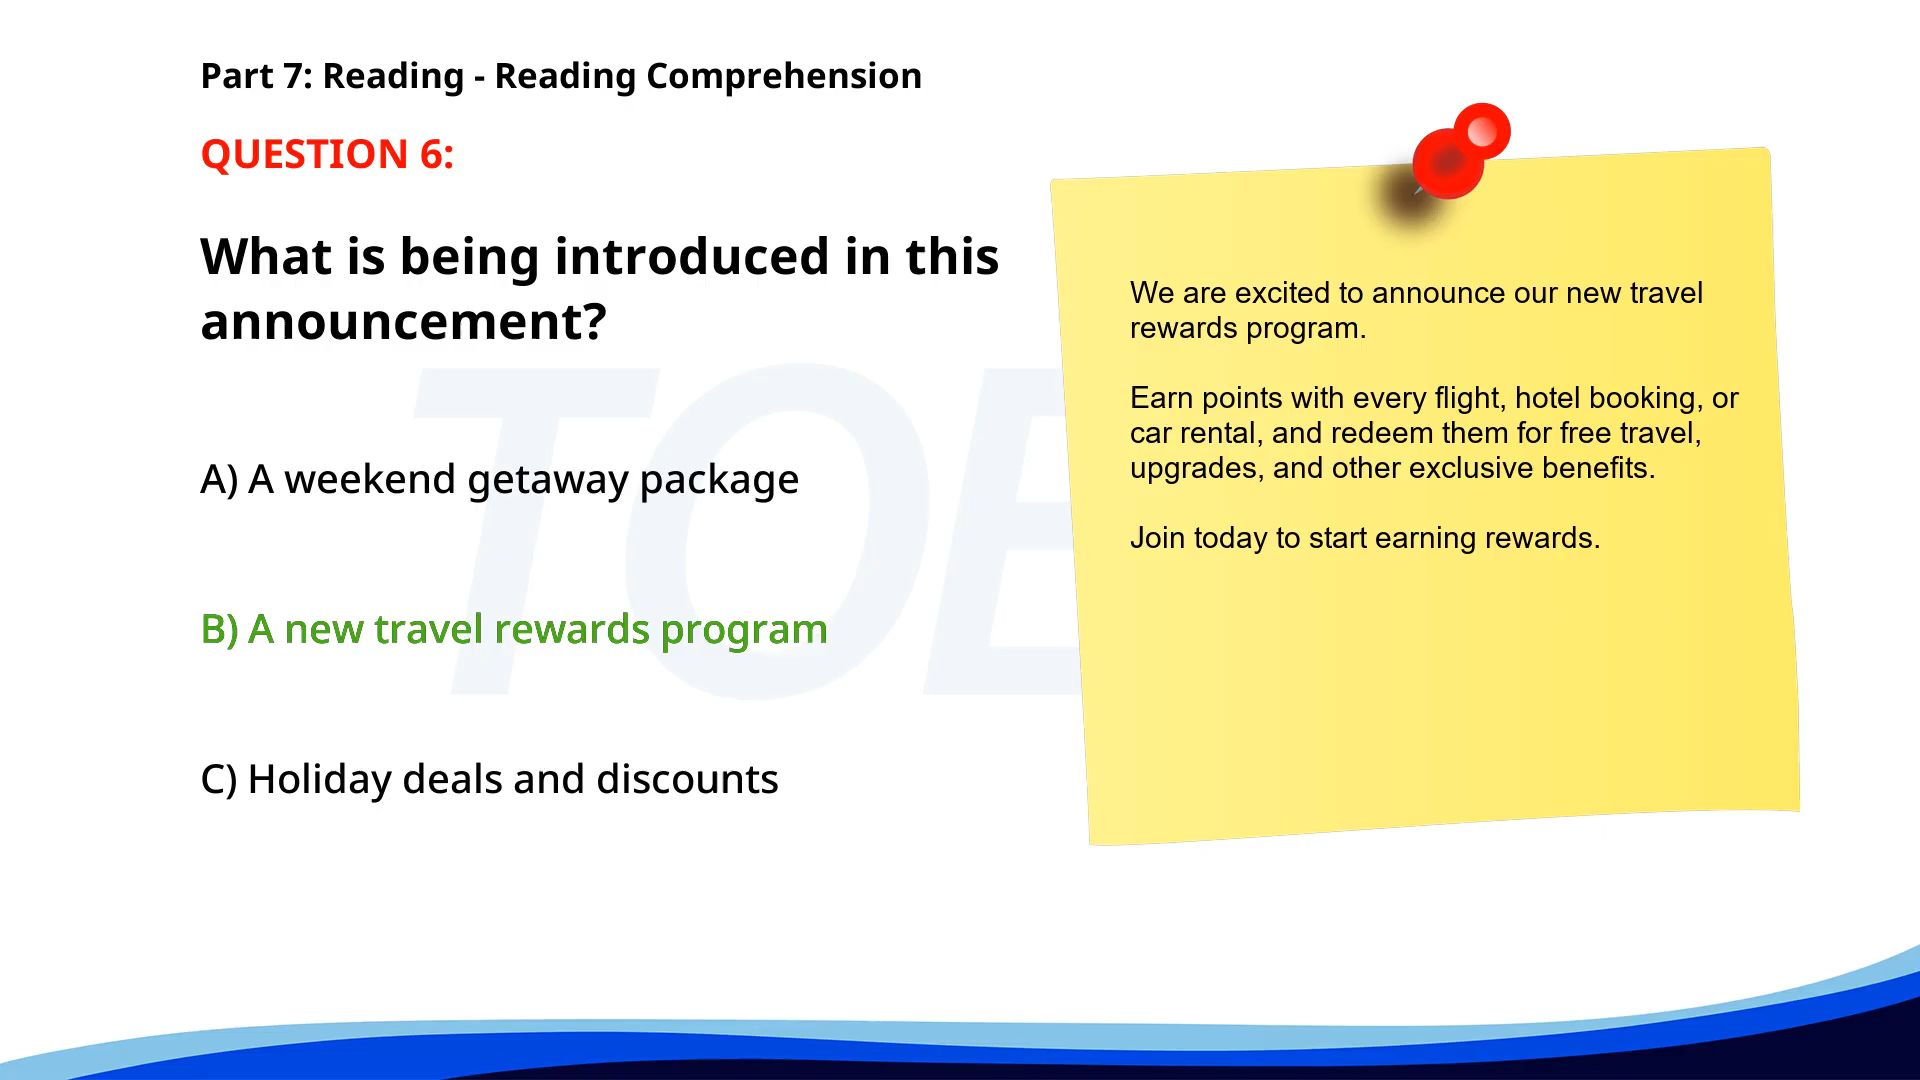 Part 7: Reading - Reading Comprehension
QUESTION 6:
What is being introduced in this
announcement?
A) A weekend getaway package
B) A new travel rewards program
C) Holiday deals and discounts
We are excited to announce our new travel
rewards program.
Earn points with every flight, hotel booking, or
car rental, and redeem them for free travel,
upgrades, and other exclusive benefits.
Join today to start earning rewards.
TOE